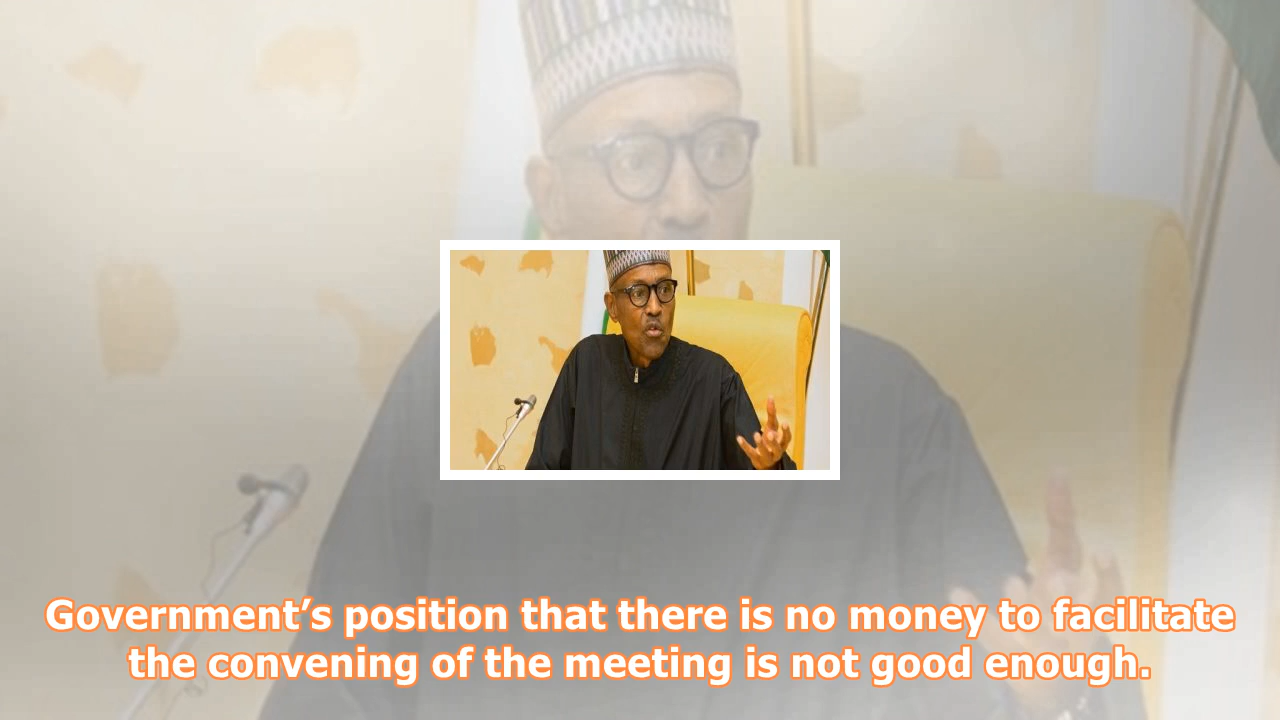 Government’s position that there is no money to facilitate
the convening of the meeting is not good enough.